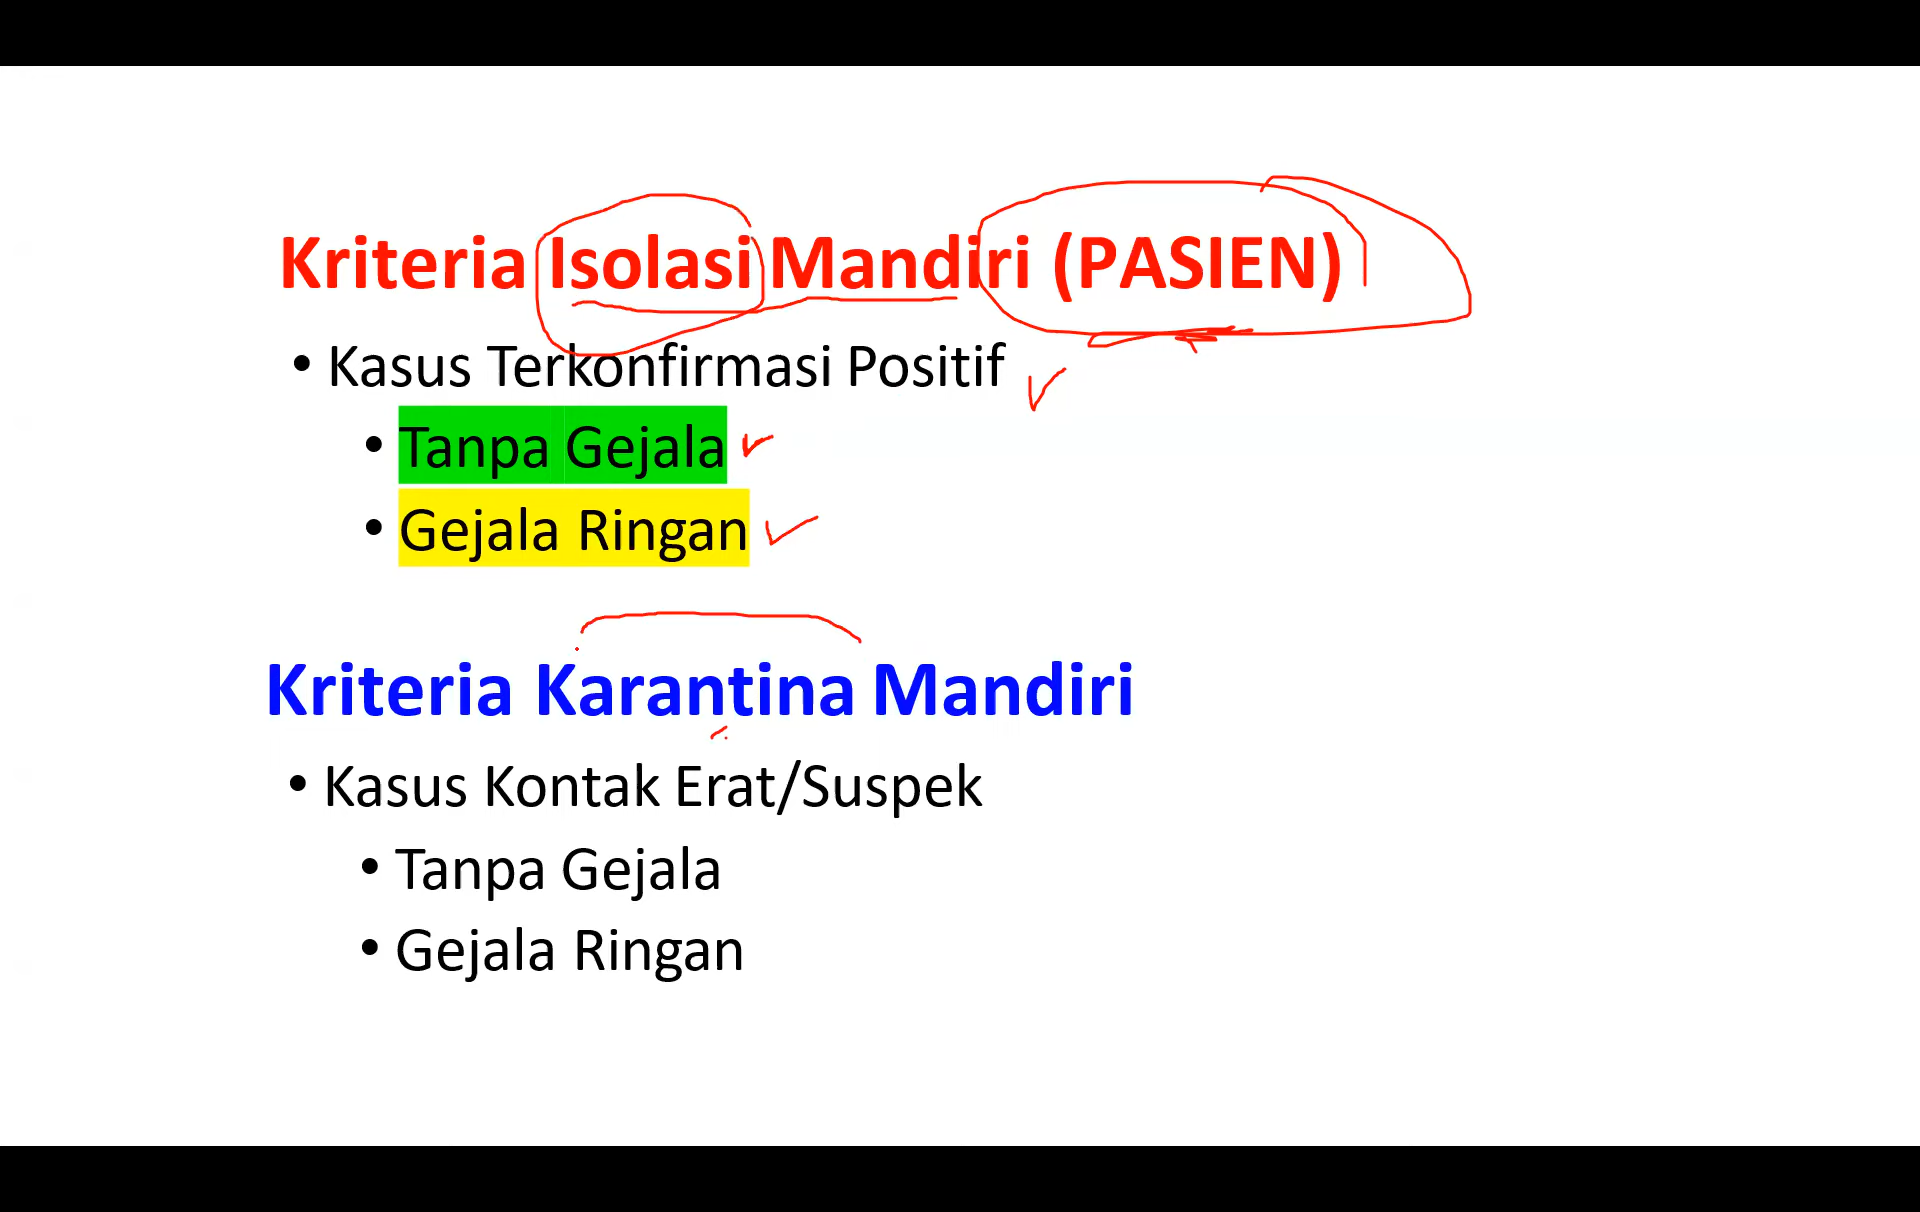 Kriteria Isolasi Mandiri (PASIEN)
• Kasus Terkonfirmasi Positif
• Tanpa Gejala
• Gejala Ringan
Kriteria Karantina Mandiri
• Kasus Kontak Erat/Suspek
• Tanpa Gejala
• Gejala Ringan